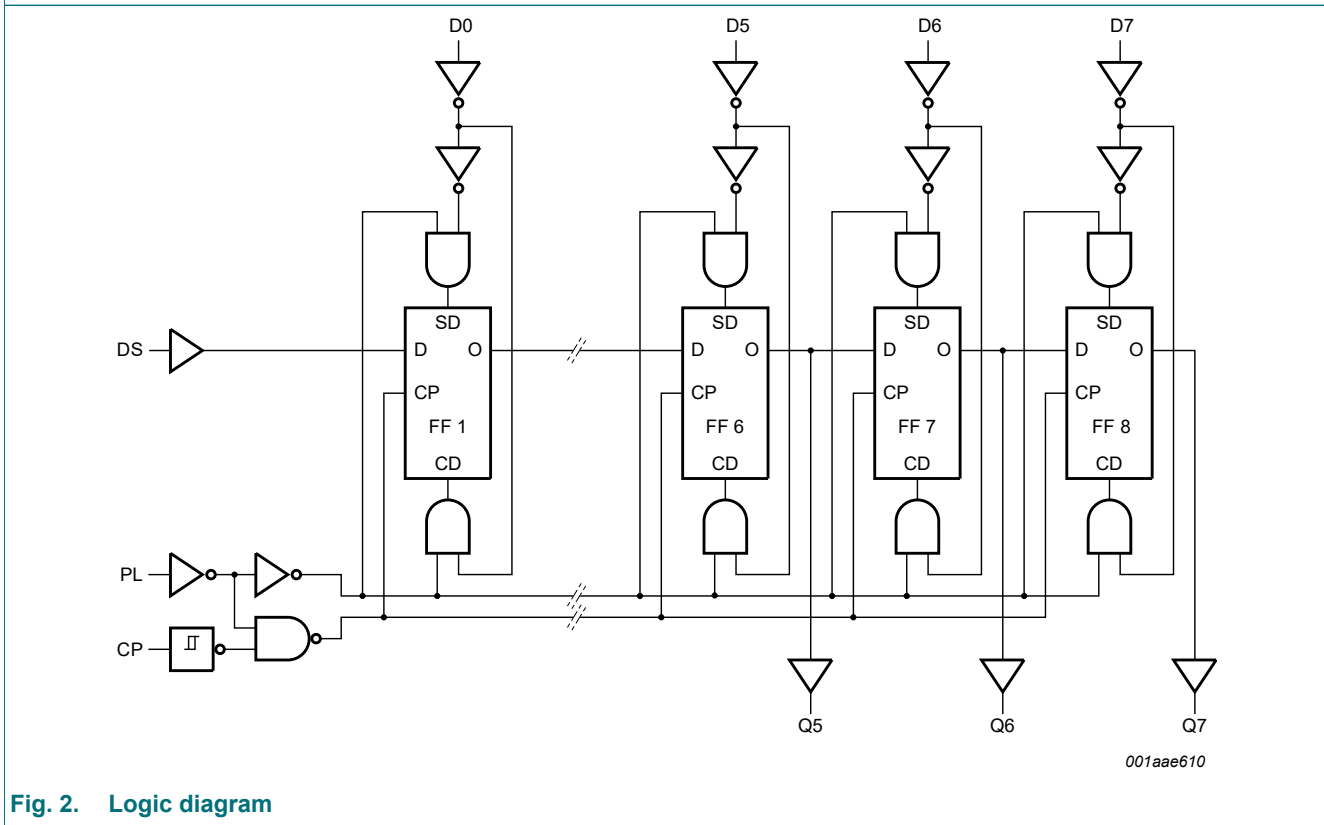 D0 D5 D6 D7
SD SD SD SD
DS D O D O D O D O
CP CP CP CP
FF 1 FF 6 FF 7 FF 8
CD CD CD CD
PL
CP
Q5 Q6 Q7
001aae610
Fig. 2. Logic diagram